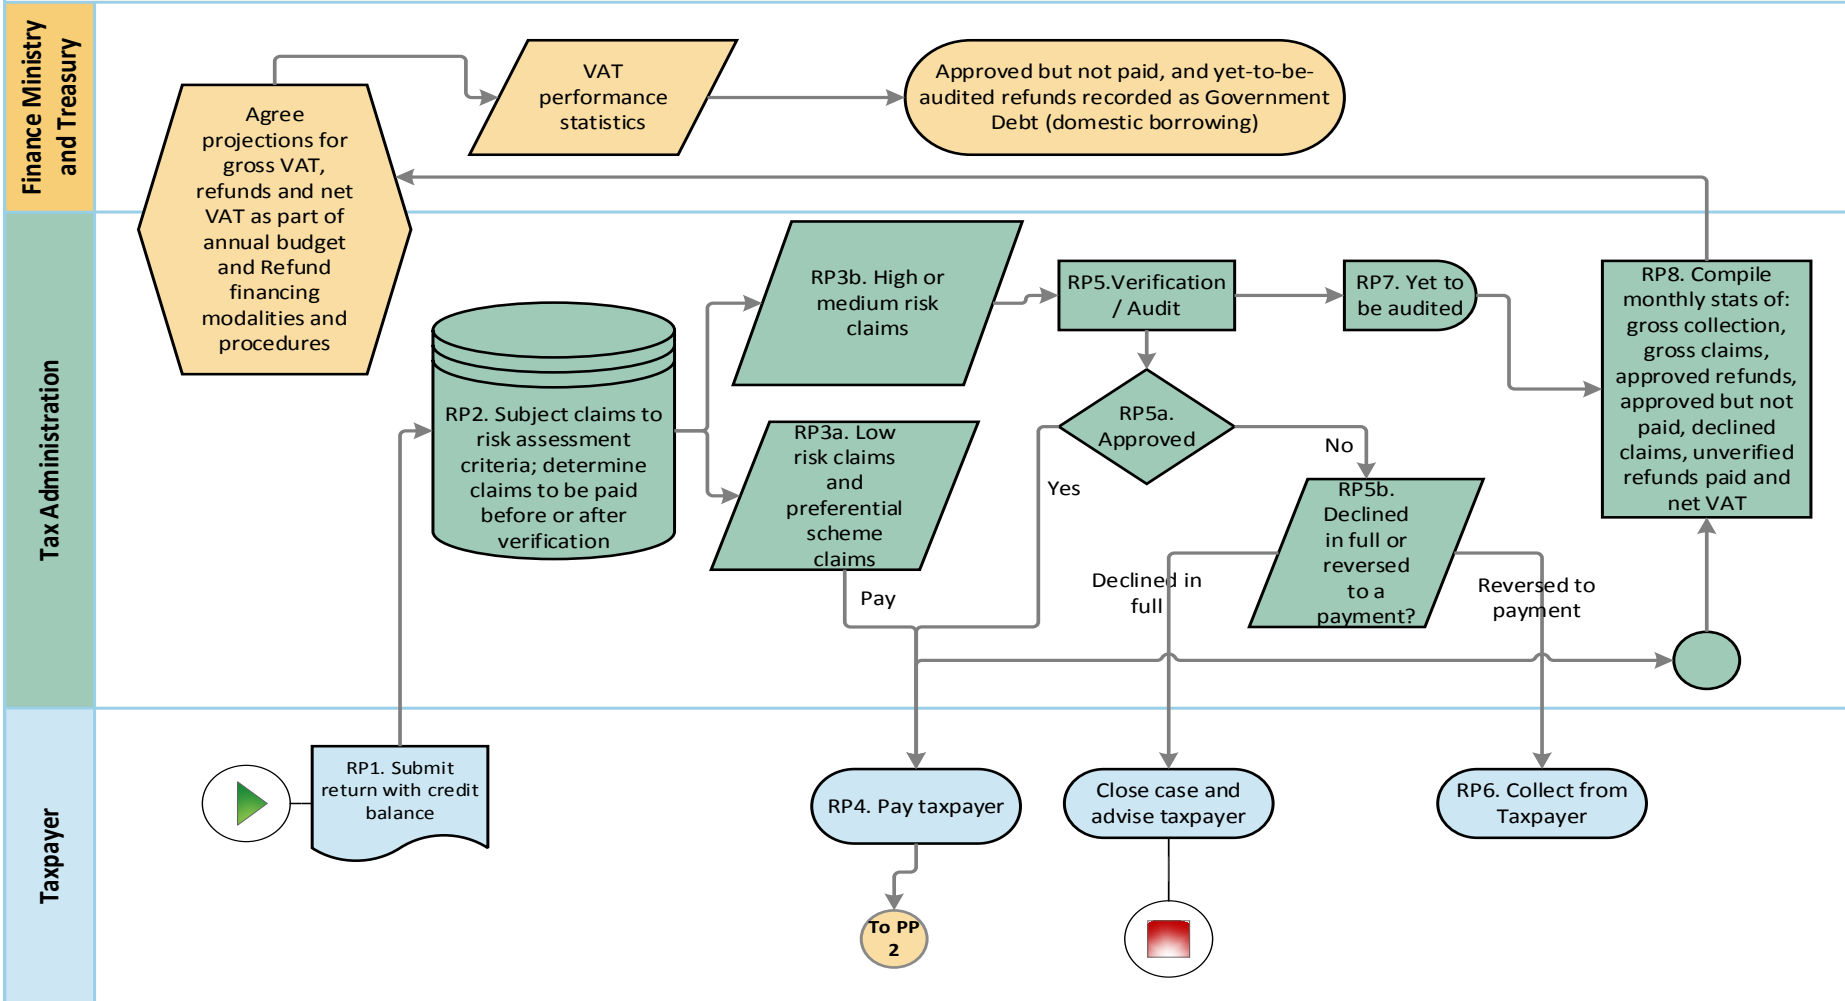 Finance Ministry
and Treasury
Agree
projections for
gross VAT,
refunds and net
VAT as part of
annual budget
and Refund
financing
modalities and
procedures
VAT
performance
statistics
Approved but not paid, and yet-to-be-
audited refunds recorded as Government
Debt (domestic borrowing)
Tax Administration
RP2. Subject claims to
risk assessment
criteria; determine
claims to be paid
before or after
verification
RP3b. High or
medium risk
claims
RP3a. Low
risk claims
and
preferential
scheme
claims
Pay
RP5.Verification
/ Audit
RP5a.
Approved
Yes
No
RP7. Yet to
be audited
RP5b.
Declined
in full or
reversed
to a
payment?
Declined in
full
Reversed to
payment
RP8. Compile
monthly stats of:
gross collection,
gross claims,
approved refunds,
approved but not
paid, declined
claims, unverified
refunds paid and
net VAT
Taxpayer
RP1. Submit
return with credit
balance
RP4. Pay taxpayer
To PP
2
Close case and
advise taxpayer
RP6. Collect from
Taxpayer